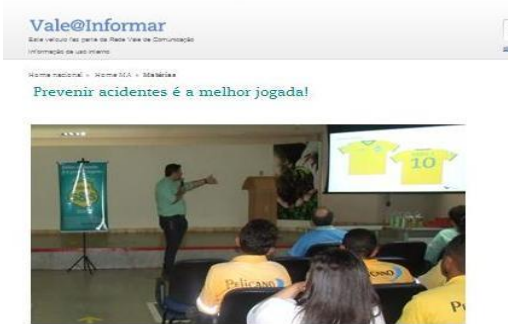 Vale@Informar
Este veículo faz parte da Rede Vale de Comunicação
Informação de uso interno
Home nacional » Home MA » Matérias
Prevenir acidentes é a melhor jogada!
10
PELICANO